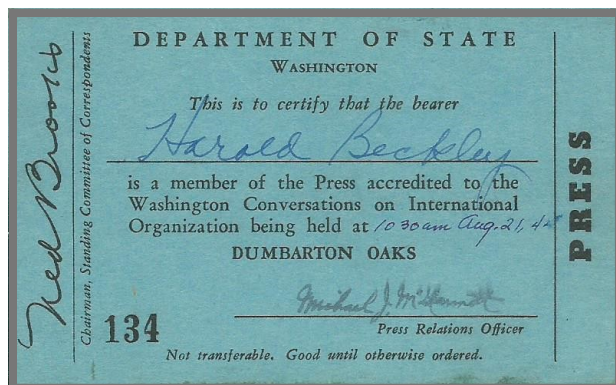 DEPARTMENT OF STATE
WASHINGTON
This is to certify that the bearer
Harold Beckley
is a member of the Press accredited to the
Washington Conversations on International
Organization being held at 10 30 am Aug. 21, 44
DUMBARTON OAKS
Michael J. McDermott
Press Relations Officer
134
Not transferable. Good until otherwise ordered.
Ned Brooks
Chairman, Standing Committee of Correspondents
PRESS